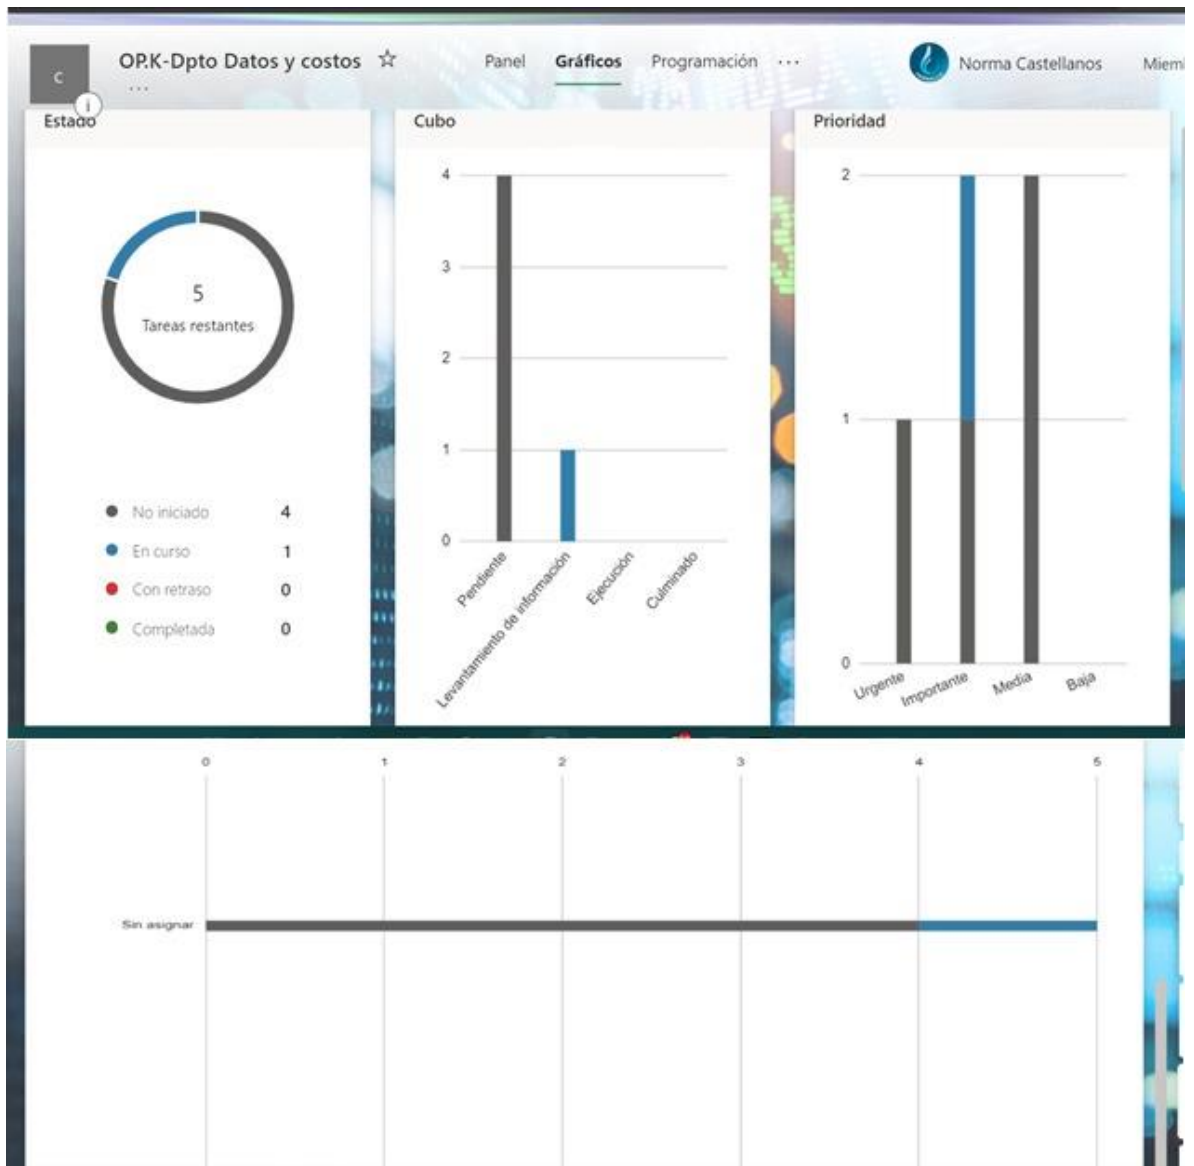 C
i
OP.K-Dpto Datos y costos ☆
...
Panel Gráficos Programación ...
Norma Castellanos
Estado
5
Tareas restantes
No iniciado 4
En curso 1
Con retraso 0
Completada 0
Cubo
4
3
2
1
0
Pendiente
Levantamiento de información
Ejecución
Culminado
Prioridad
2
1
0
Urgente
Importante
Media
Baja
0 1 2 3 4 5
Sin asignar